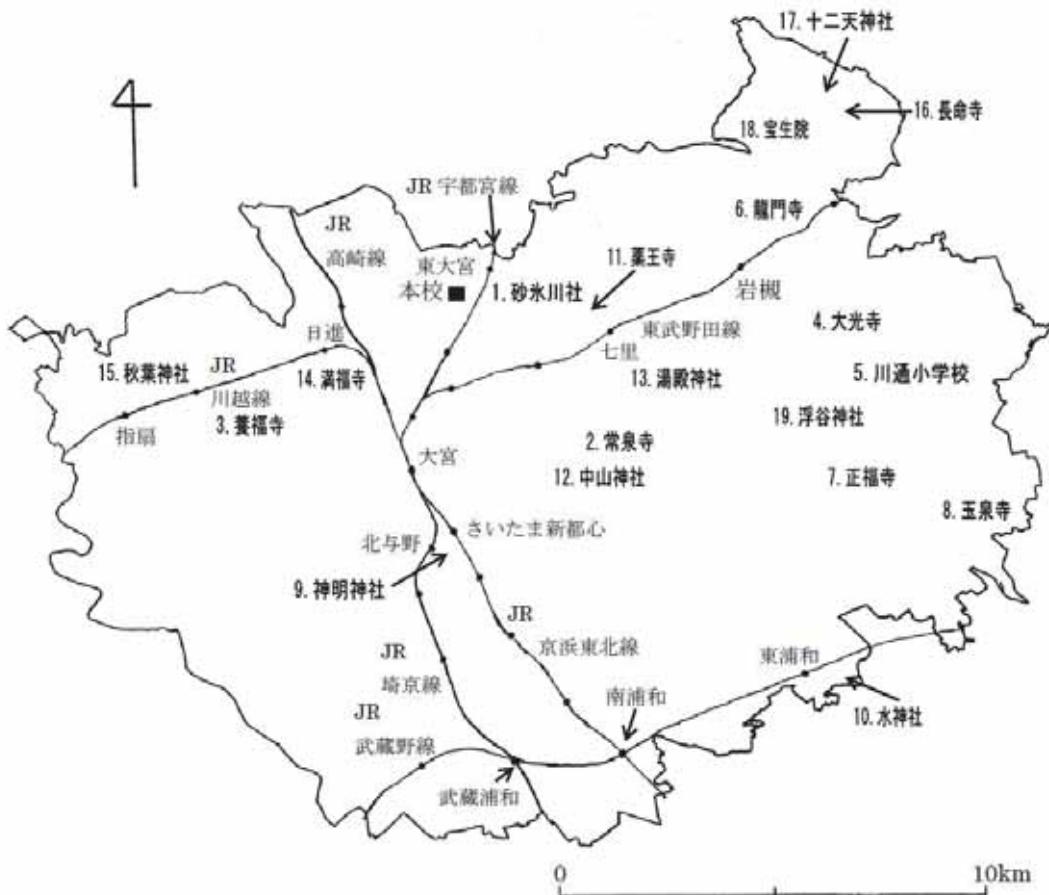 17.十二天神社
16.長命寺
18.宝生院
JR 宇都宮線
6.龍門寺
JR
高崎線
東大宮
11.薬王寺
本校
1.砂氷川社
岩槻
4.大光寺
東武野田線
日進
七里
15.秋葉神社
JR
14.満福寺
13.湯殿神社
5.川通小学校
川越線
指扇
3.養福寺
19.浮谷神社
2.常泉寺
大宮
12.中山神社
7.正福寺
8.玉泉寺
さいたま新都心
北与野
9.神明神社
JR
京浜東北線
JR
埼京線
東浦和
南浦和
JR
武蔵野線
10.水神社
武蔵浦和
0
10km